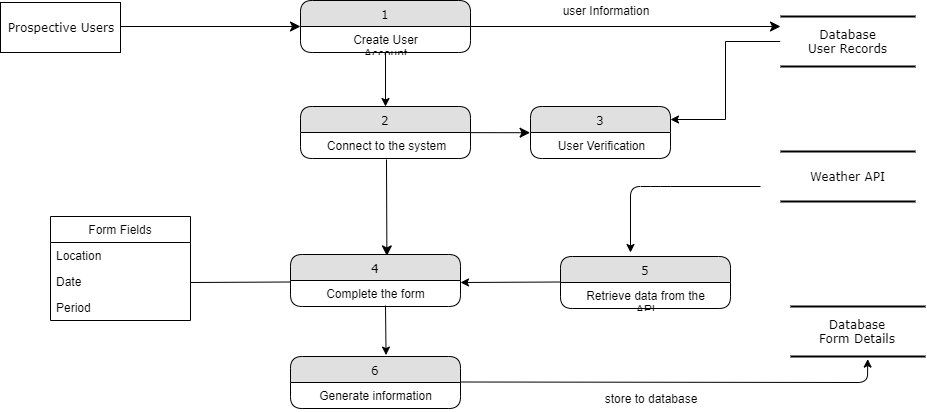 Prospective Users
1
Create User
Account
user Information
Database
User Records
2
Connect to the system
3
User Verification
Weather API
Form Fields
Location
Date
Period
4
Complete the form
5
Retrieve data from the
API
Database
Form Details
6
Generate information
store to database